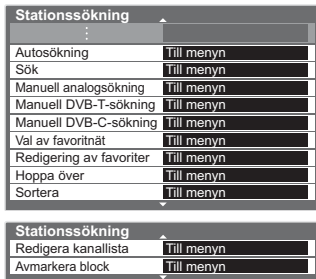 Stationssökning
Autosökning Till menyn
Sök Till menyn
Manuell analogsökning Till menyn
Manuell DVB-T-sökning Till menyn
Manuell DVB-C-sökning Till menyn
Val av favoritnät Till menyn
Redigering av favoriter Till menyn
Hoppa över Till menyn
Sortera Till menyn
Stationssökning
Redigera kanallista Till menyn
Avmarkera block Till menyn